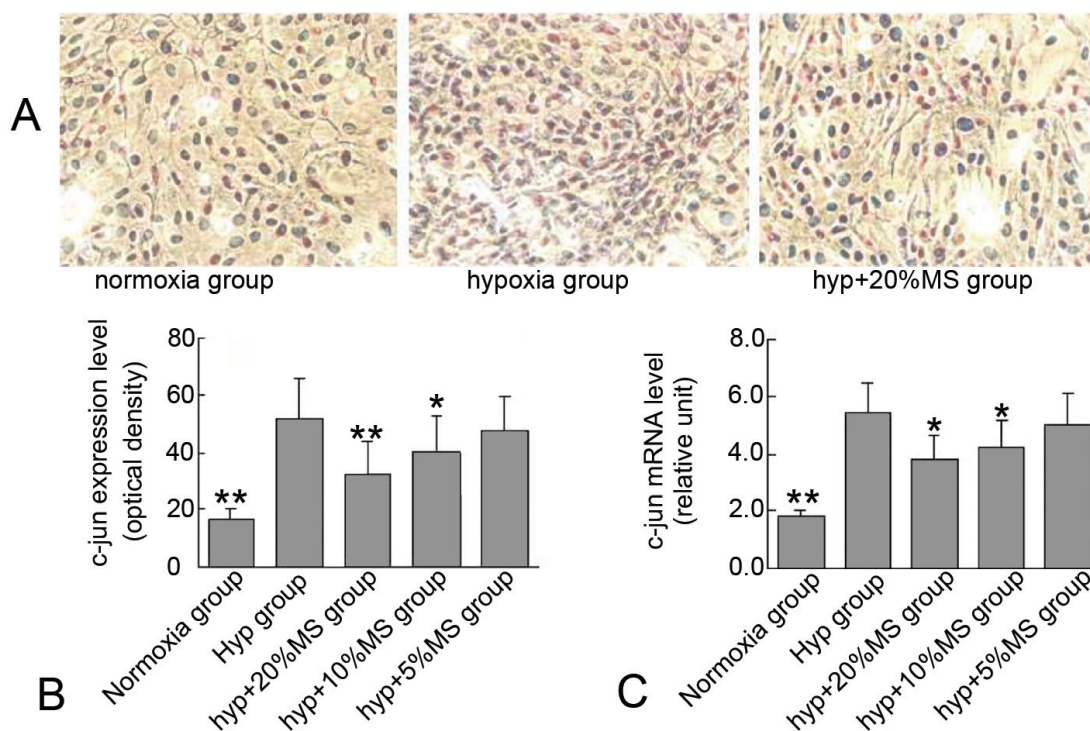 A
normoxia group
hypoxia group
hyp+20%MS group
c-jun expression level
(optical density)
80
60
40
20
0
**
**
*
Normoxia group
Hyp group
hyp+20%MS group
hyp+10%MS group
hyp+5%MS group
B
c-jun mRNA level
(relative unit)
8.0
6.0
4.0
2.0
0.0
**
*
*
Normoxia group
Hyp group
hyp+20%MS group
hyp+10%MS group
hyp+5%MS group
C